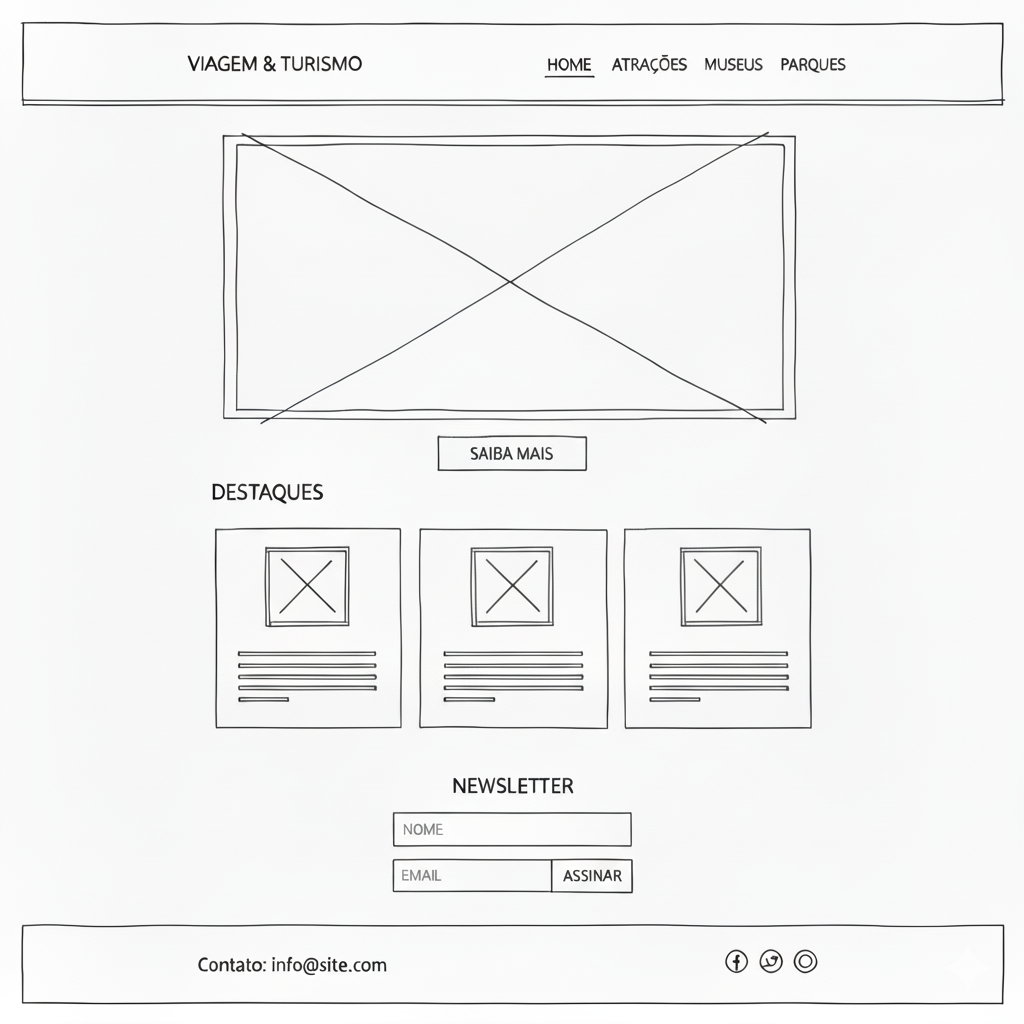 VIAGEM & TURISMO
HOME ATRAÇÕES MUSEUS PARQUES
SAIBA MAIS
DESTAQUES
NEWSLETTER
NOME
EMAIL ASSINAR
Contato: info@site.com